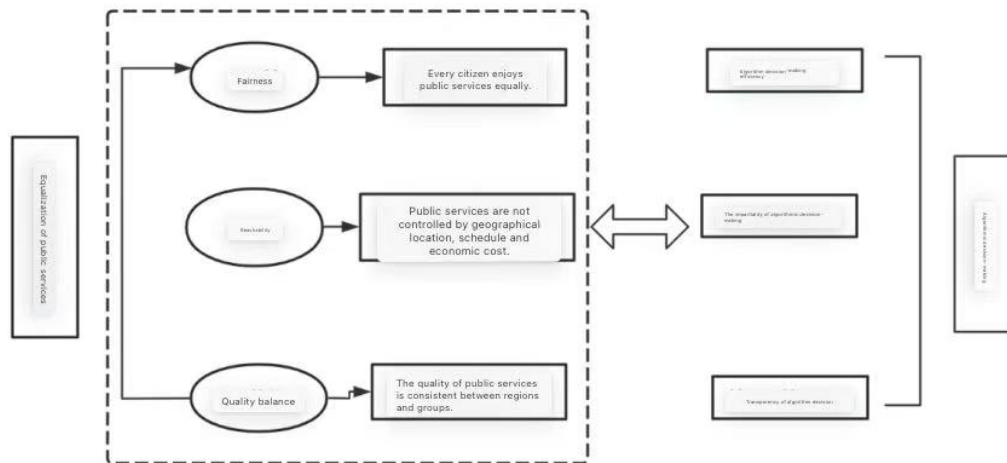 Equalization of public services
Fairness
Every citizen enjoys
public services equally.
Reachability
Public services are not
controlled by geographical
location, schedule and
economic cost.
Quality balance
The quality of public services
is consistent between regions
and groups.
Algorithm decision-making
efficiency
The impartiality of algorithmic decision-
making
Transparency of algorithm decision